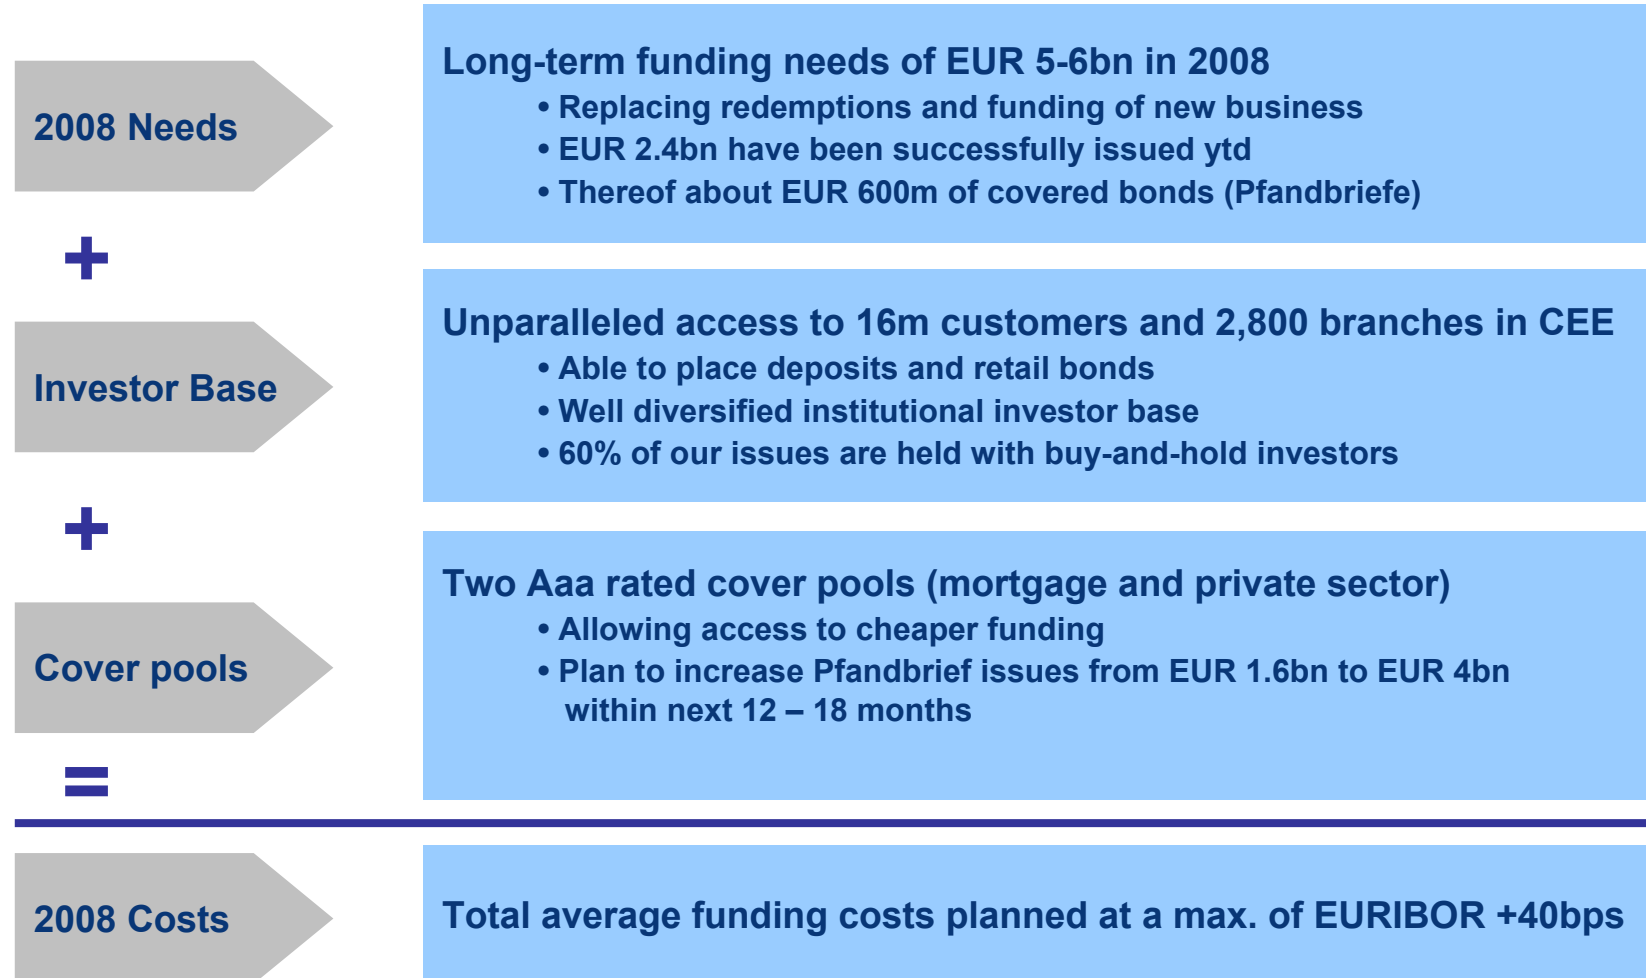 2008 Needs
Long-term funding needs of EUR 5-6bn in 2008
• Replacing redemptions and funding of new business
• EUR 2.4bn have been successfully issued ytd
• Thereof about EUR 600m of covered bonds (Pfandbriefe)
+
Investor Base
Unparalleled access to 16m customers and 2,800 branches in CEE
• Able to place deposits and retail bonds
• Well diversified institutional investor base
• 60% of our issues are held with buy-and-hold investors
+
Cover pools
Two Aaa rated cover pools (mortgage and private sector)
• Allowing access to cheaper funding
• Plan to increase Pfandbrief issues from EUR 1.6bn to EUR 4bn
within next 12 – 18 months
=
2008 Costs
Total average funding costs planned at a max. of EURIBOR +40bps